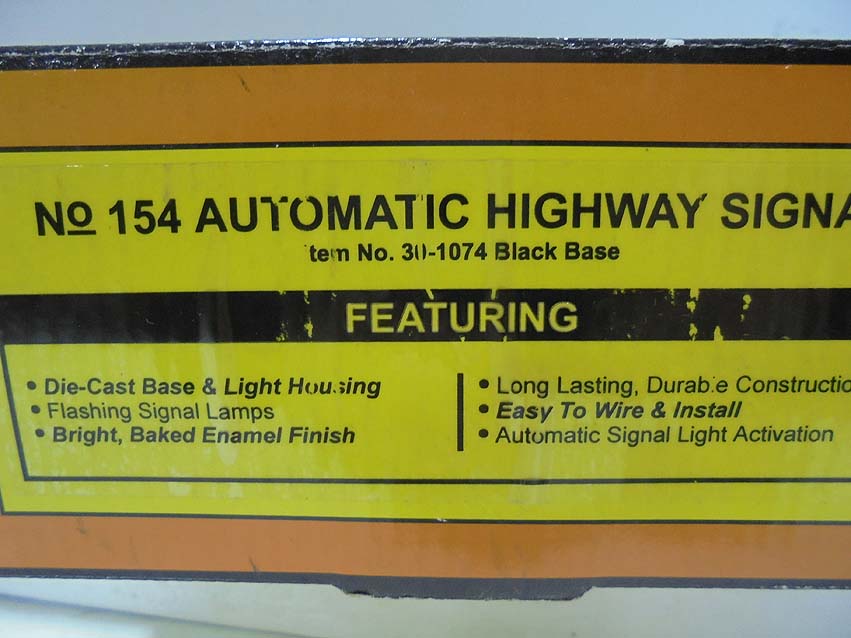 No 154 AUTOMATIC HIGHWAY SIGNA
tem No. 30-1074 Black Base
FEATURING
• Die-Cast Base & Light Housing
• Flashing Signal Lamps
• Bright, Baked Enamel Finish
• Long Lasting, Durable Constructio
• Easy To Wire & Install
• Automatic Signal Light Activation